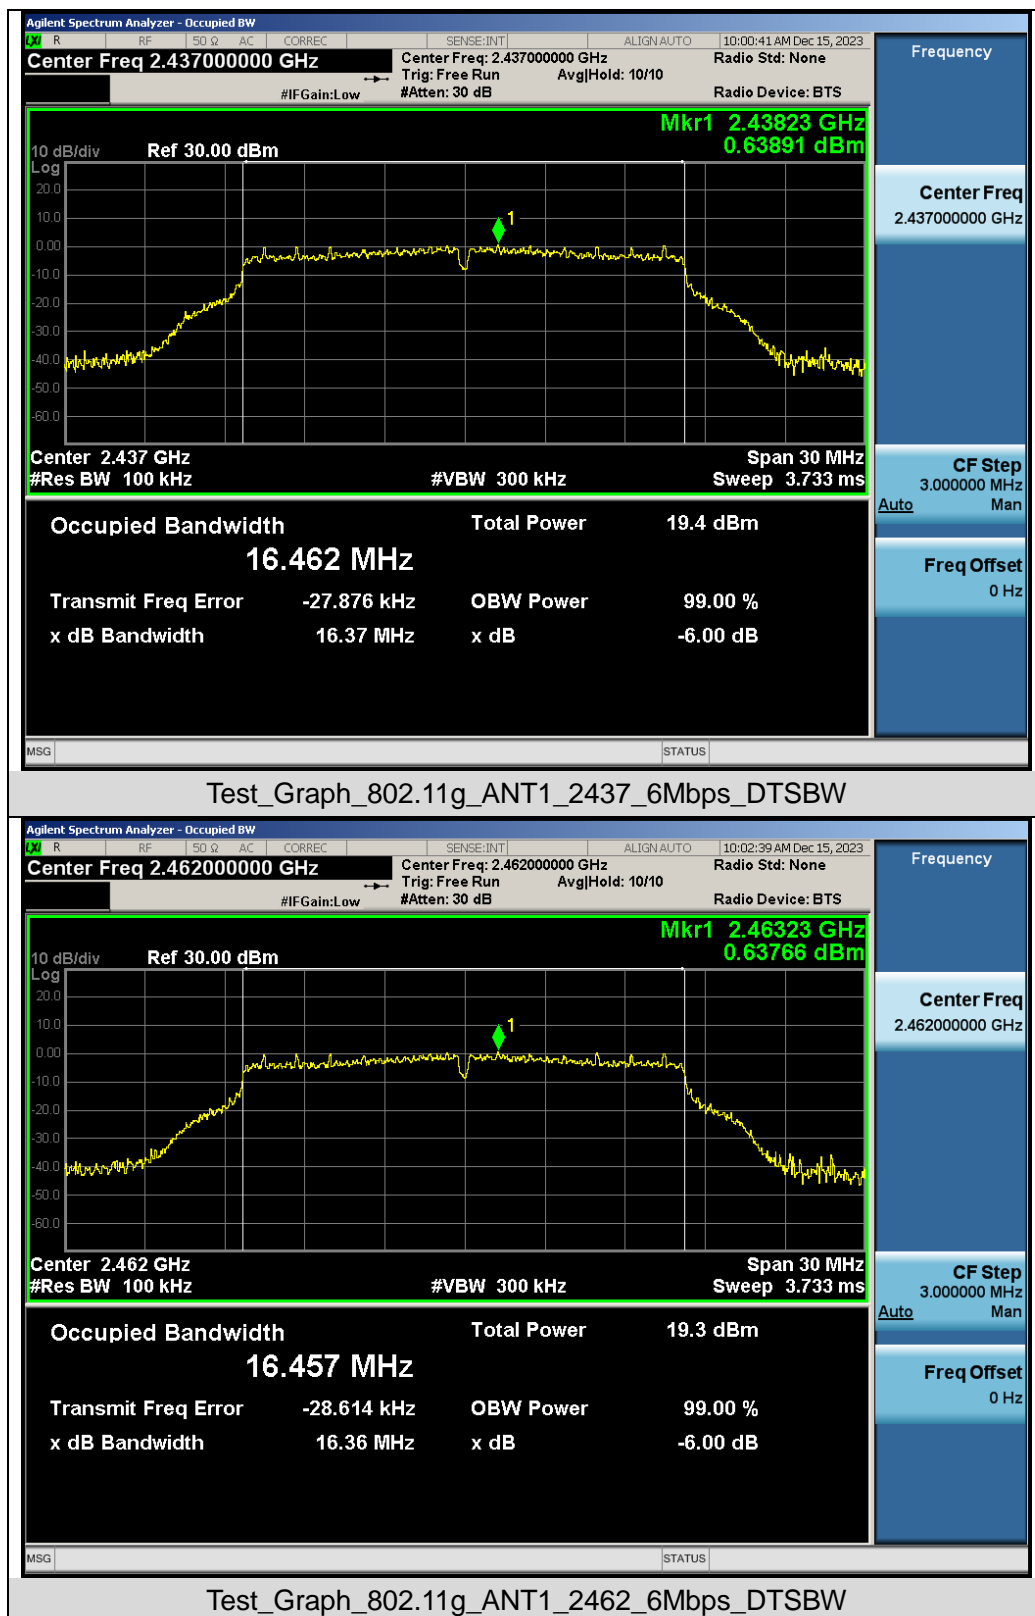 Agilent Spectrum Analyzer - Occupied BW
LXI R RF 50 Ω AC CORREC SENSE:INT ALIGN AUTO 10:00:41 AM Dec 15, 2023
Center Freq 2.437000000 GHz
Center Freq: 2.437000000 GHz Radio Std: None
Trig: Free Run Avg|Hold: 10/10
#IFGain:Low #Atten: 30 dB Radio Device: BTS
Frequency
Mkr1 2.43823 GHz
0.63891 dBm
10 dB/div Ref 30.00 dBm
Log
20.0
10.0
0.00
-10.0
-20.0
-30.0
-40.0
-50.0
-60.0
1
Center Freq
2.437000000 GHz
Center 2.437 GHz Span 30 MHz
#Res BW 100 kHz #VBW 300 kHz Sweep 3.733 ms
CF Step
3.000000 MHz
Auto Man
Occupied Bandwidth Total Power 19.4 dBm
16.462 MHz
Freq Offset
0 Hz
Transmit Freq Error -27.876 kHz OBW Power 99.00 %
x dB Bandwidth 16.37 MHz x dB -6.00 dB
MSG STATUS
Test_Graph_802.11g_ANT1_2437_6Mbps_DTSBW
Agilent Spectrum Analyzer - Occupied BW
LXI R RF 50 Ω AC CORREC SENSE:INT ALIGN AUTO 10:02:39 AM Dec 15, 2023
Center Freq 2.462000000 GHz
Center Freq: 2.462000000 GHz Radio Std: None
Trig: Free Run Avg|Hold: 10/10
#IFGain:Low #Atten: 30 dB Radio Device: BTS
Frequency
Mkr1 2.46323 GHz
0.63766 dBm
10 dB/div Ref 30.00 dBm
Log
20.0
10.0
0.00
-10.0
-20.0
-30.0
-40.0
-50.0
-60.0
1
Center Freq
2.462000000 GHz
Center 2.462 GHz Span 30 MHz
#Res BW 100 kHz #VBW 300 kHz Sweep 3.733 ms
CF Step
3.000000 MHz
Auto Man
Occupied Bandwidth Total Power 19.3 dBm
16.457 MHz
Freq Offset
0 Hz
Transmit Freq Error -28.614 kHz OBW Power 99.00 %
x dB Bandwidth 16.36 MHz x dB -6.00 dB
MSG STATUS
Test_Graph_802.11g_ANT1_2462_6Mbps_DTSBW